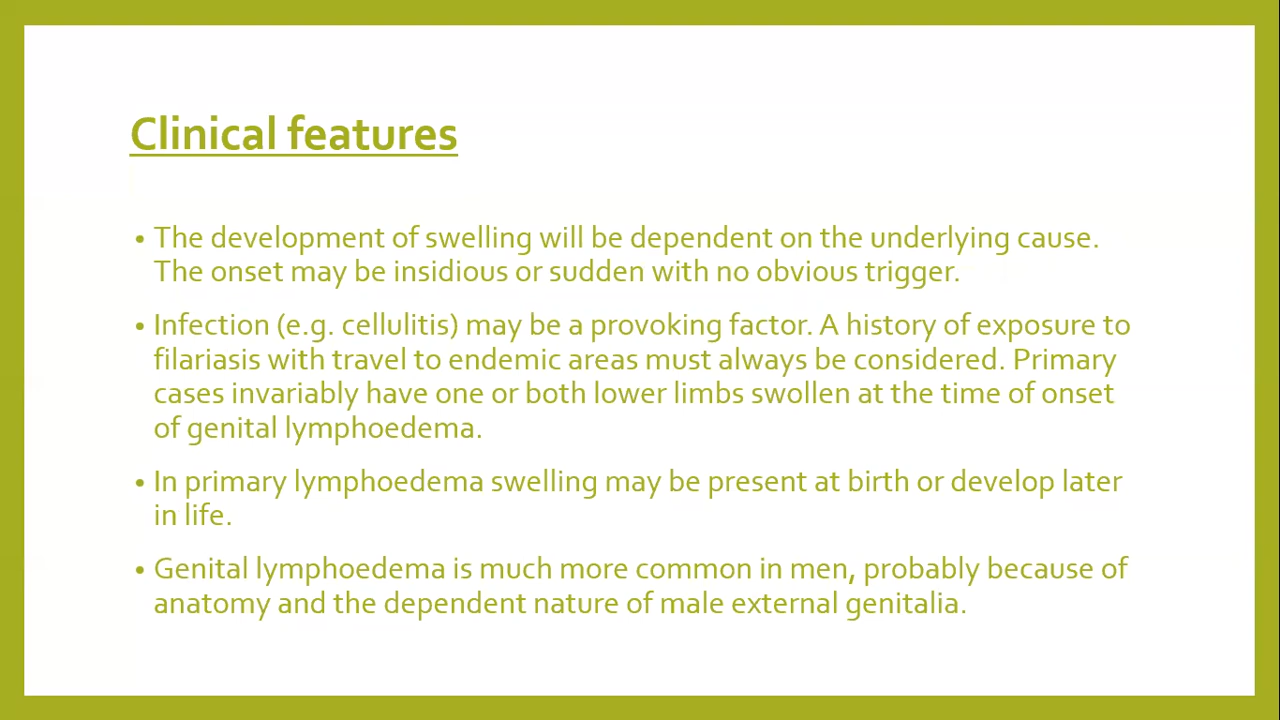 Clinical features
• The development of swelling will be dependent on the underlying cause.
The onset may be insidious or sudden with no obvious trigger.
• Infection (e.g. cellulitis) may be a provoking factor. A history of exposure to
filariasis with travel to endemic areas must always be considered. Primary
cases invariably have one or both lower limbs swollen at the time of onset
of genital lymphoedema.
• In primary lymphoedema swelling may be present at birth or develop later
in life.
• Genital lymphoedema is much more common in men, probably because of
anatomy and the dependent nature of male external genitalia.